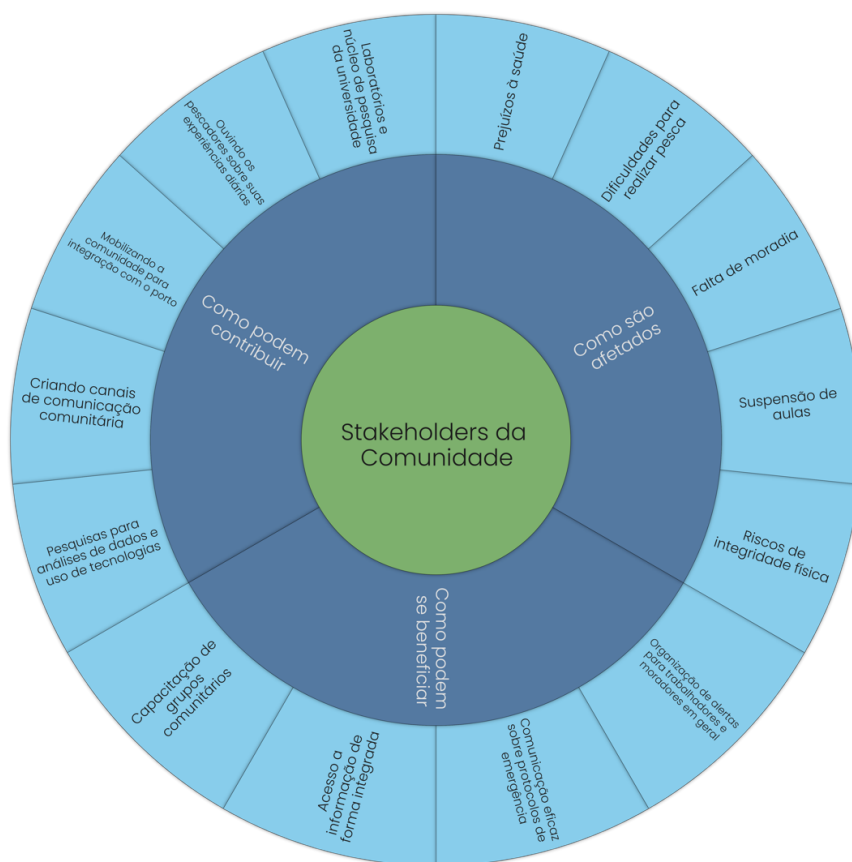 Stakeholders da
Comunidade
Como são
afetados
Prejuízos à saúde
Dificuldades para
realizar pesca
Falta de moradia
Suspensão de
aulas
Riscos de
integridade física
Como podem
se beneficiar
Organização de alertas
para trabalhadores e
moradores em geral
Comunicação eficaz
sobre protocolos de
emergência
Acesso a
informação de
forma integrada
Capacitação de
grupos
comunitários
Como podem
contribuir
Pesquisas para
análises de dados e
uso de tecnologias
Criando canais
de comunicação
comunitária
Mobilizando a
comunidade para
integração com o porto
Ouvindo os
pescadores sobre suas
experiências diárias
Laboratórios e
núcleo de pesquisa
da universidade